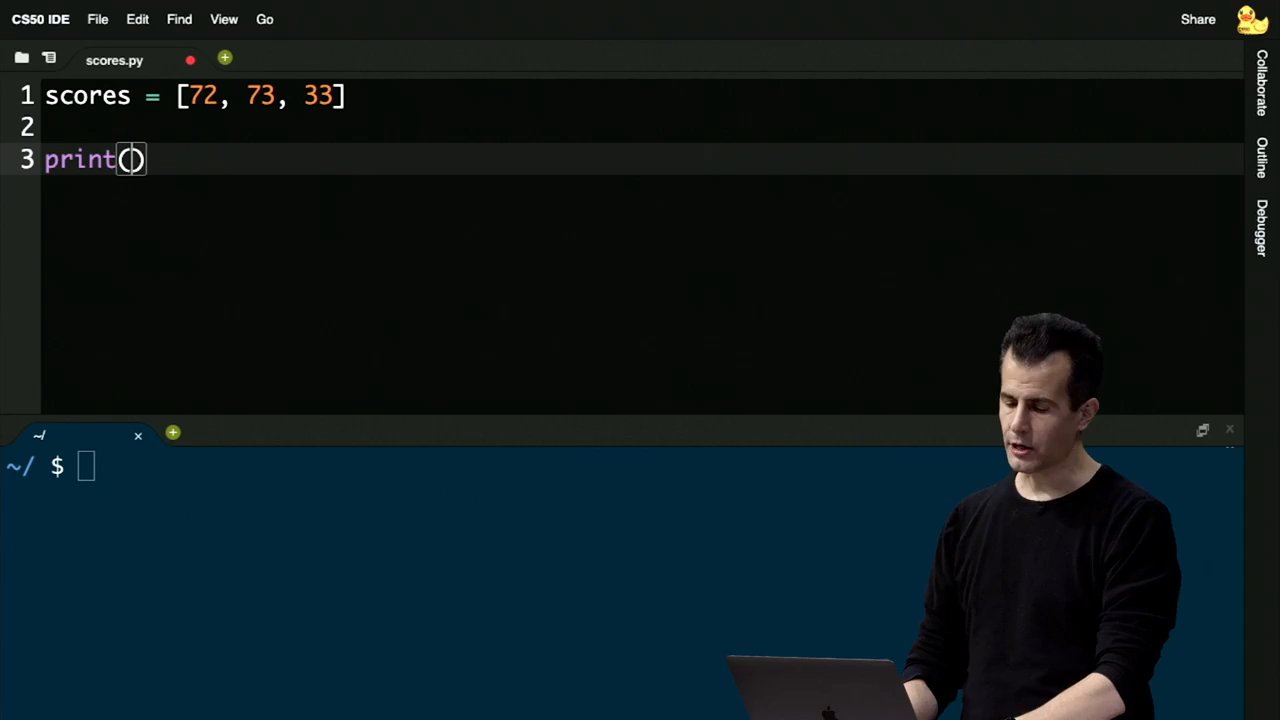 CS50 IDE File Edit Find View Go Share
scores.py
1 scores = [72, 73, 33]
2
3 print()
~/
~/ $
Collaborate
Outline
Debugger